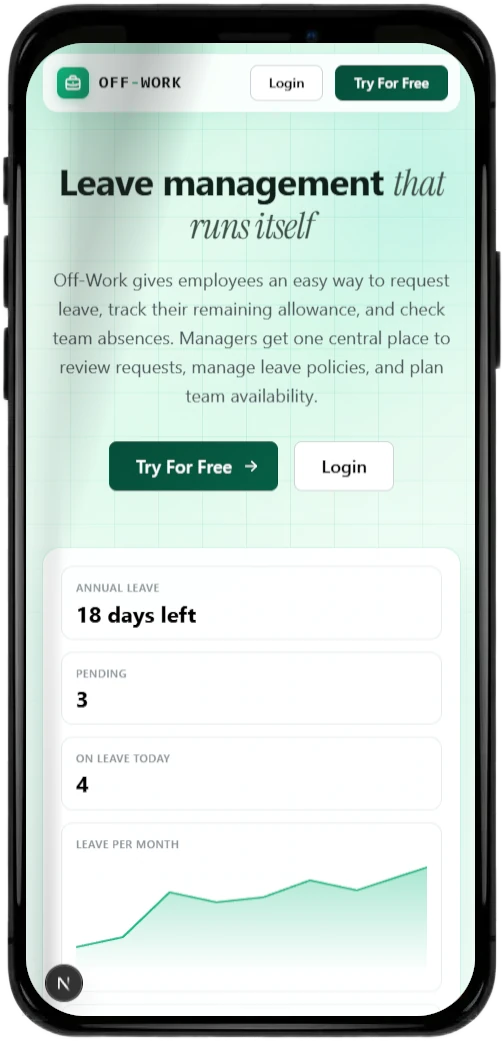 OFF-WORK
Login
Try For Free
Leave management that
runs itself
Off-Work gives employees an easy way to request
leave, track their remaining allowance, and check
team absences. Managers get one central place to
review requests, manage leave policies, and plan
team availability.
Try For Free →
Login
ANNUAL LEAVE
18 days left
PENDING
3
ON LEAVE TODAY
4
LEAVE PER MONTH
N